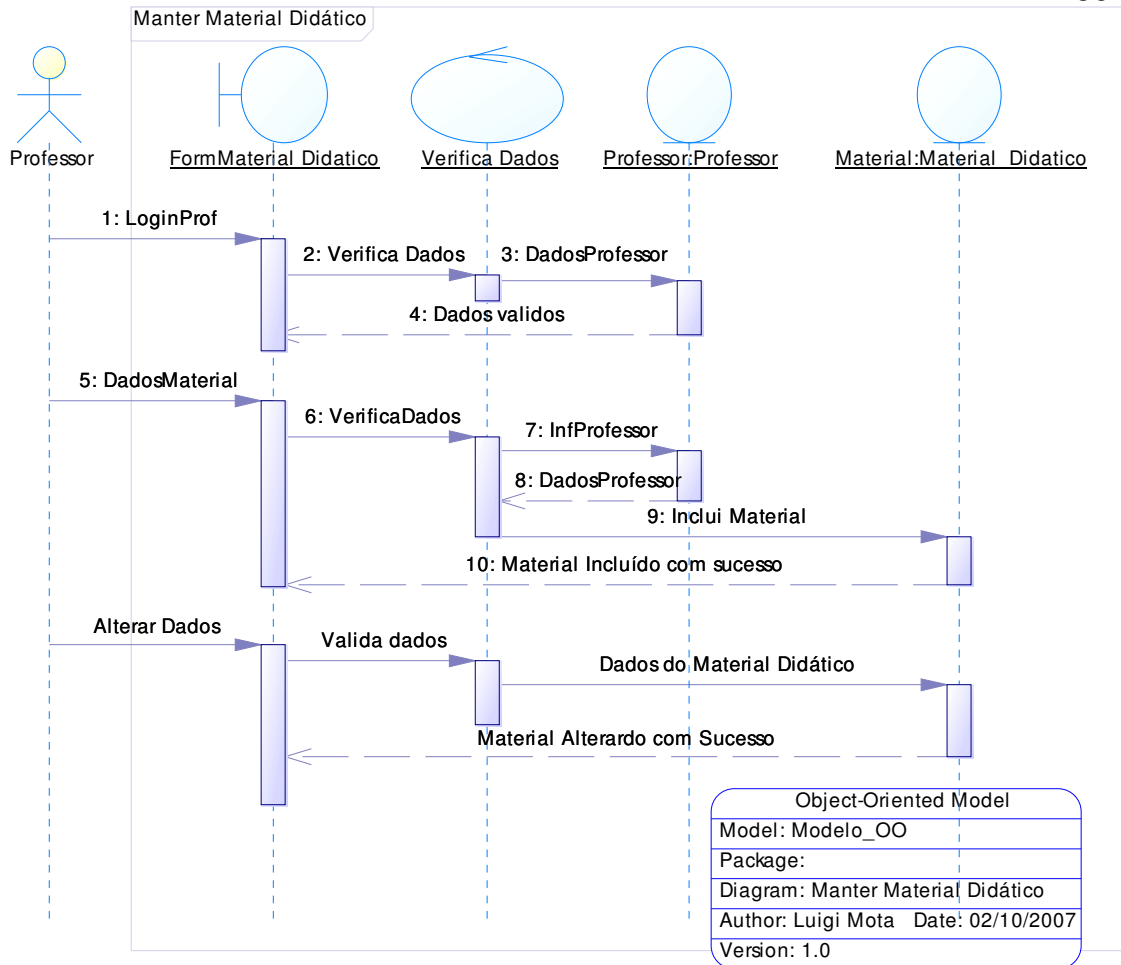 Manter Material Didático
Professor
FormMaterial Didatico
Verifica Dados
Professor:Professor
Material:Material_Didatico
1: LoginProf
2: Verifica Dados
3: DadosProfessor
4: Dados validos
5: DadosMaterial
6: VerificaDados
7: InfProfessor
8: DadosProfessor
9: Inclui Material
10: Material Incluído com sucesso
Alterar Dados
Valida dados
Dados do Material Didático
Material Alterardo com Sucesso
Object-Oriented Model
Model: Modelo_OO
Package:
Diagram: Manter Material Didático
Author: Luigi Mota Date: 02/10/2007
Version: 1.0